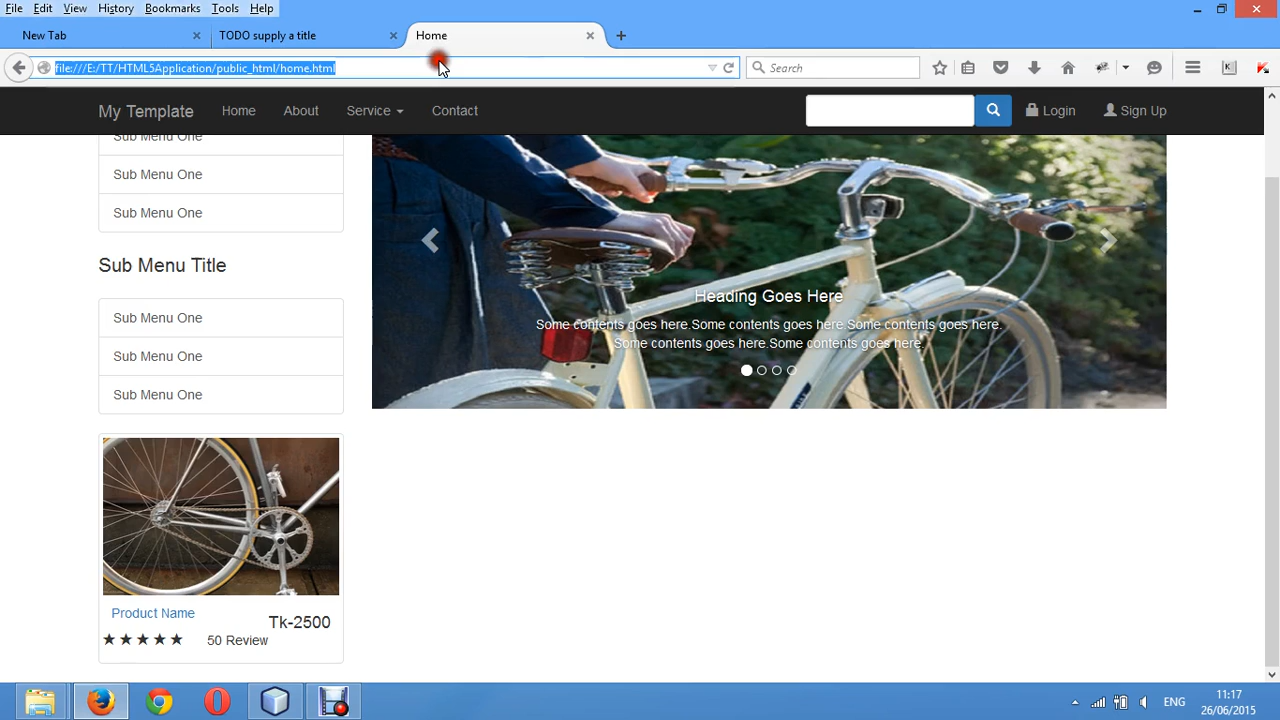 File Edit View History Bookmarks Tools Help
New Tab
TODO supply a title
Home
file:///E:/TT/HTML5Application/public_html/home.html
Search
My Template Home About Service Contact Login Sign Up
Sub Menu One
Sub Menu One
Sub Menu One
Sub Menu Title
Sub Menu One
Sub Menu One
Sub Menu One
Heading Goes Here
Some contents goes here.Some contents goes here.Some contents goes here.
Some contents goes here.Some contents goes here.
Product Name
Tk-2500
50 Review
ENG
11:17
26/06/2015